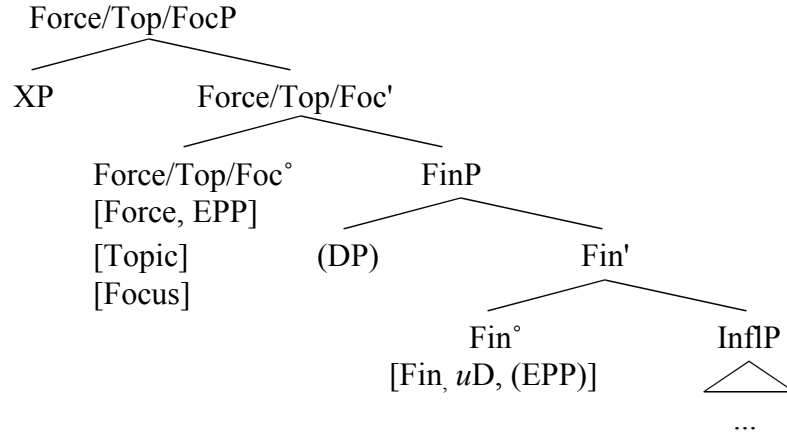 Force/Top/FocP
XP Force/Top/Foc'
Force/Top/Foc° FinP
[Force, EPP]
[Topic] (DP) Fin'
[Focus]
Fin° InflP
[Fin, uD, (EPP)]
...